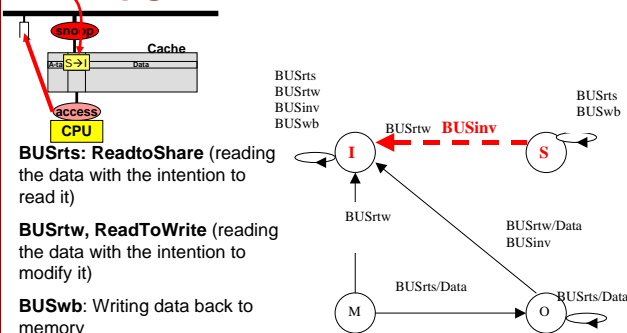 snoop
Cache
A-ta
S→I
Data
access
CPU
BUSrts: ReadtoShare (reading
the data with the intention to
read it)
BUSrtw, ReadToWrite (reading
the data with the intention to
modify it)
BUSwb: Writing data back to
memory
BUSrts
BUSrtw
BUSinv
BUSwb
BUSrtw BUSinv
BUSrts
BUSwb
I
S
BUSrtw
BUSrtw/Data
BUSinv
BUSrts/Data
M
O
BUSrts/Data